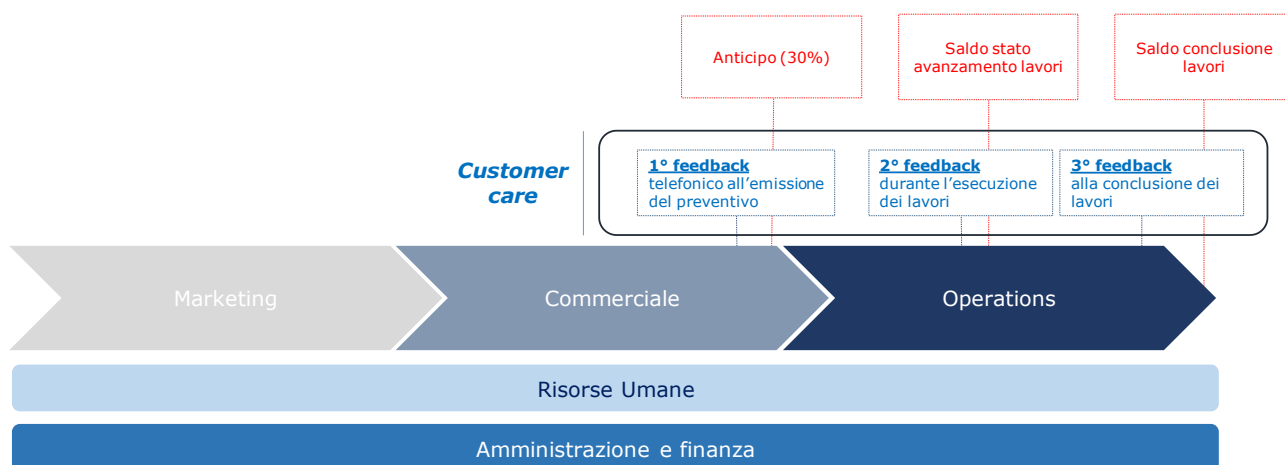 Anticipo (30%)
Saldo stato
avanzamento lavori
Saldo conclusione
lavori
Customer
care
1° feedback
telefonico all'emissione
del preventivo
2° feedback
durante l'esecuzione
dei lavori
3° feedback
alla conclusione dei
lavori
Marketing
Commerciale
Operations
Risorse Umane
Amministrazione e finanza